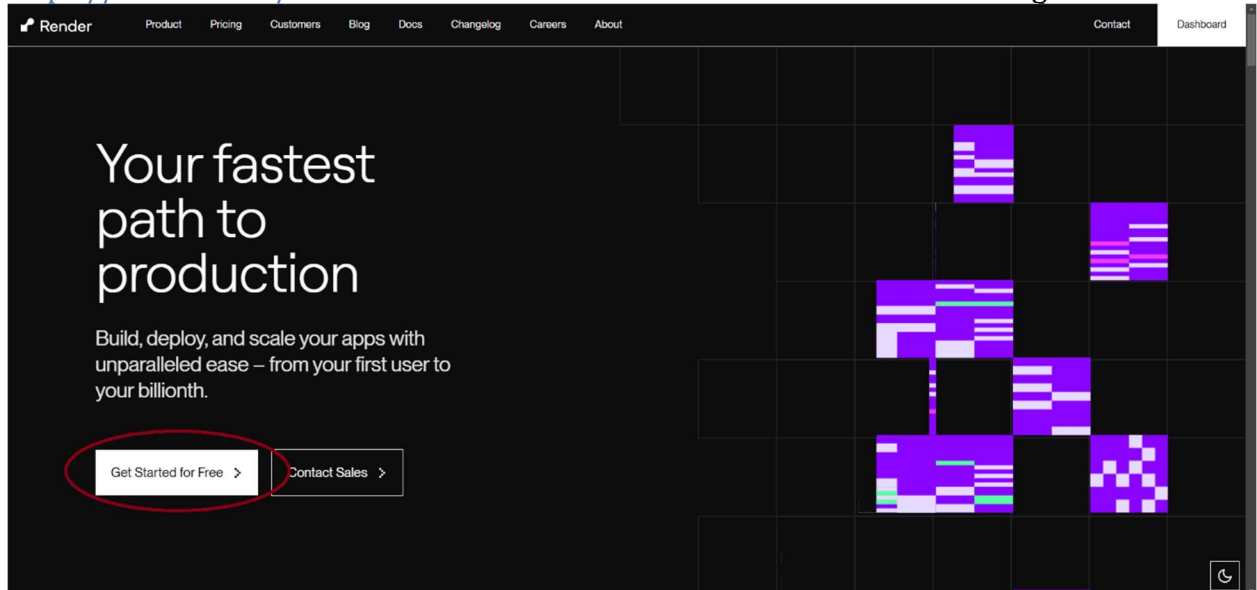 Render Product Pricing Customers Blog Docs Changelog Careers About Contact Dashboard
Your fastest
path to
production
Build, deploy, and scale your apps with
unparalleled ease – from your first user to
your billionth.
Get Started for Free Contact Sales